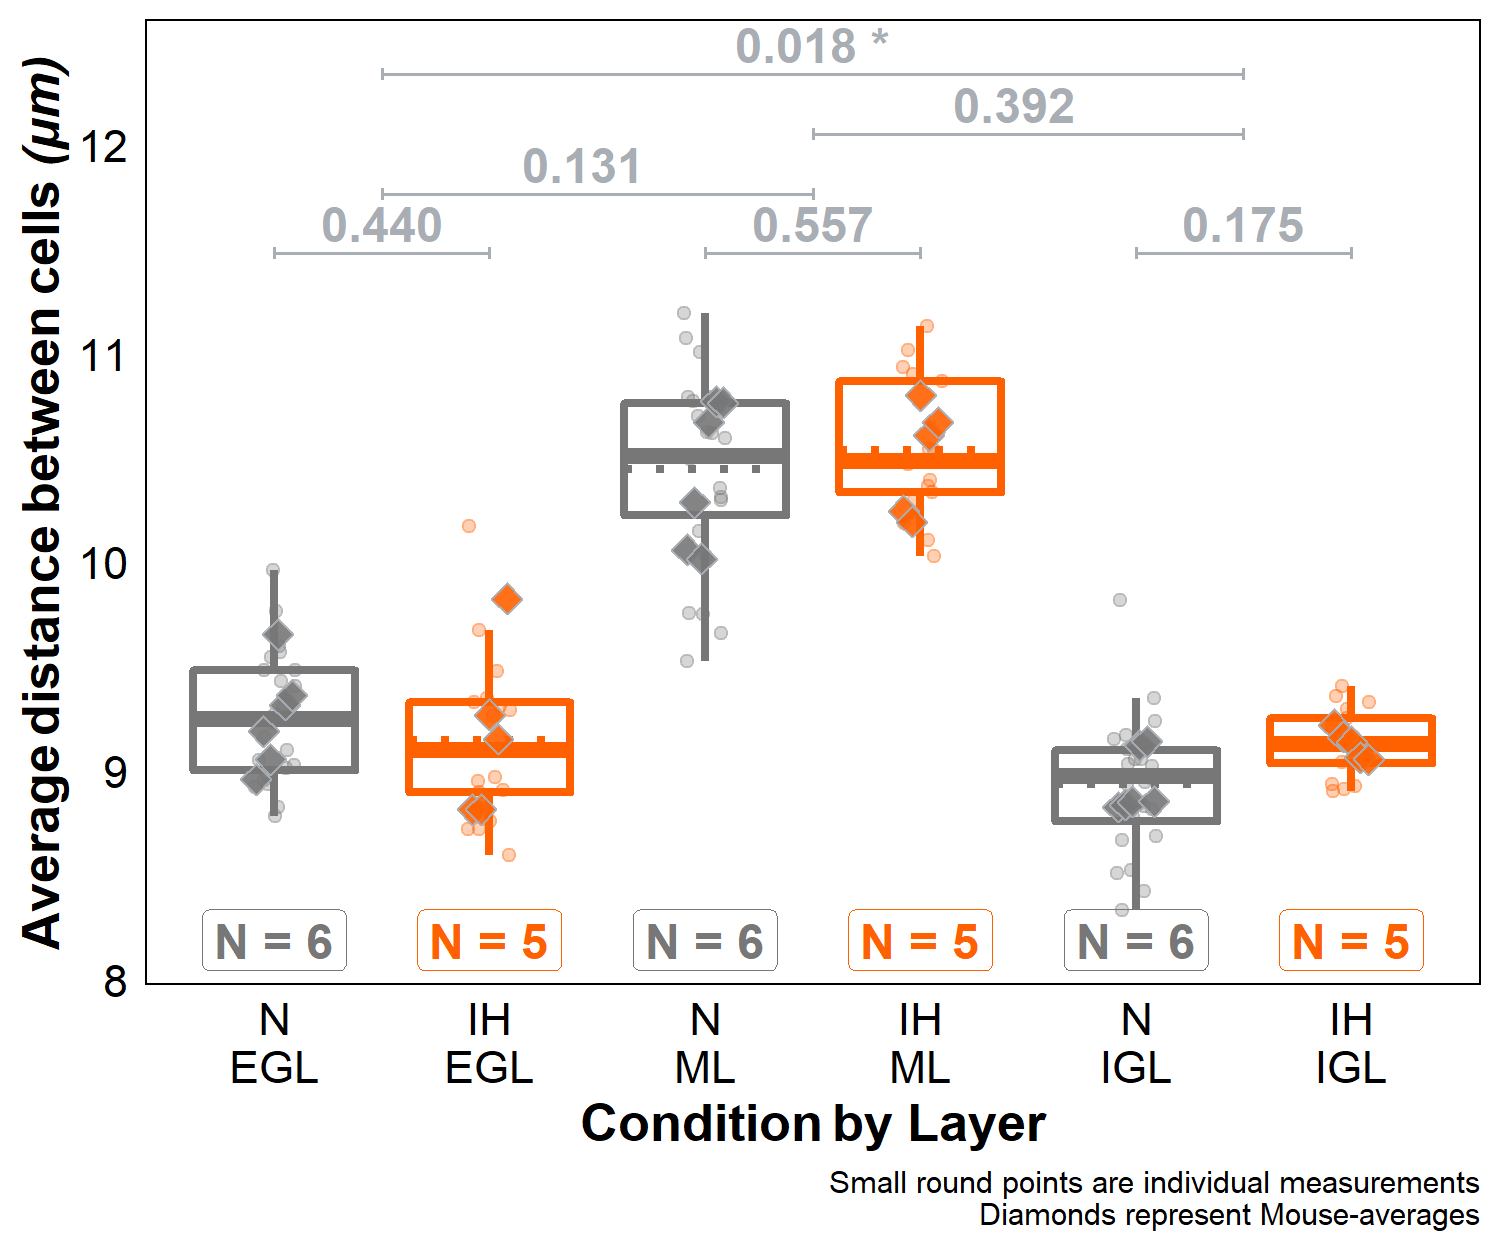 0.018 *
0.392
0.131
0.440 0.557 0.175
Average distance between cells (µm)
12
11
10
9
8
N = 6 N = 5 N = 6 N = 5 N = 6 N = 5
N IH N IH N IH
EGL EGL ML ML IGL IGL
Condition by Layer
Small round points are individual measurements
Diamonds represent Mouse-averages